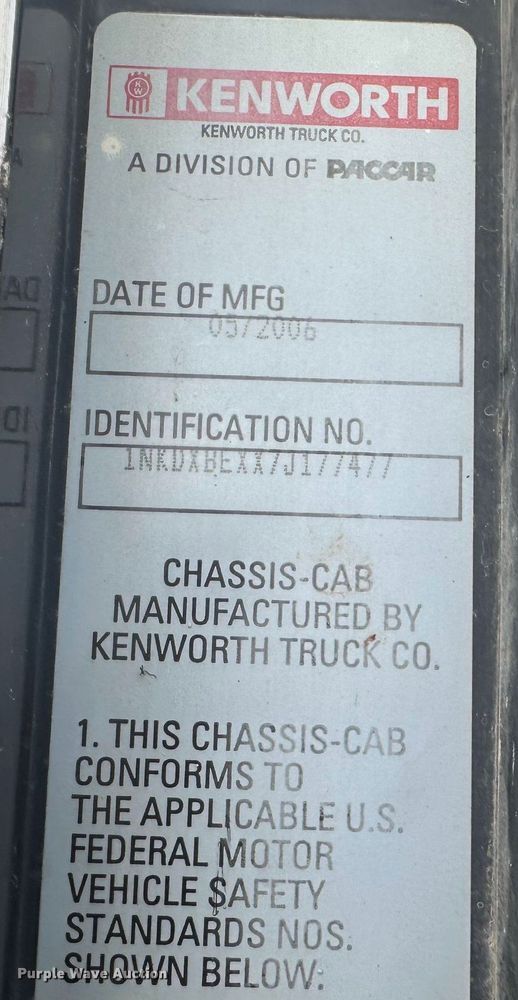 KW
KENWORTH
KENWORTH TRUCK CO.
A DIVISION OF PACCAR
DATE OF MFG
05/2006
IDENTIFICATION NO.
1NKDXBEXX7J177477
CHASSIS-CAB
MANUFACTURED BY
KENWORTH TRUCK CO.
1. THIS CHASSIS-CAB
CONFORMS TO
THE APPLICABLE U.S.
FEDERAL MOTOR
VEHICLE SAFETY
STANDARDS NOS.
SHOWN BELOW:
Purple Wave Auction